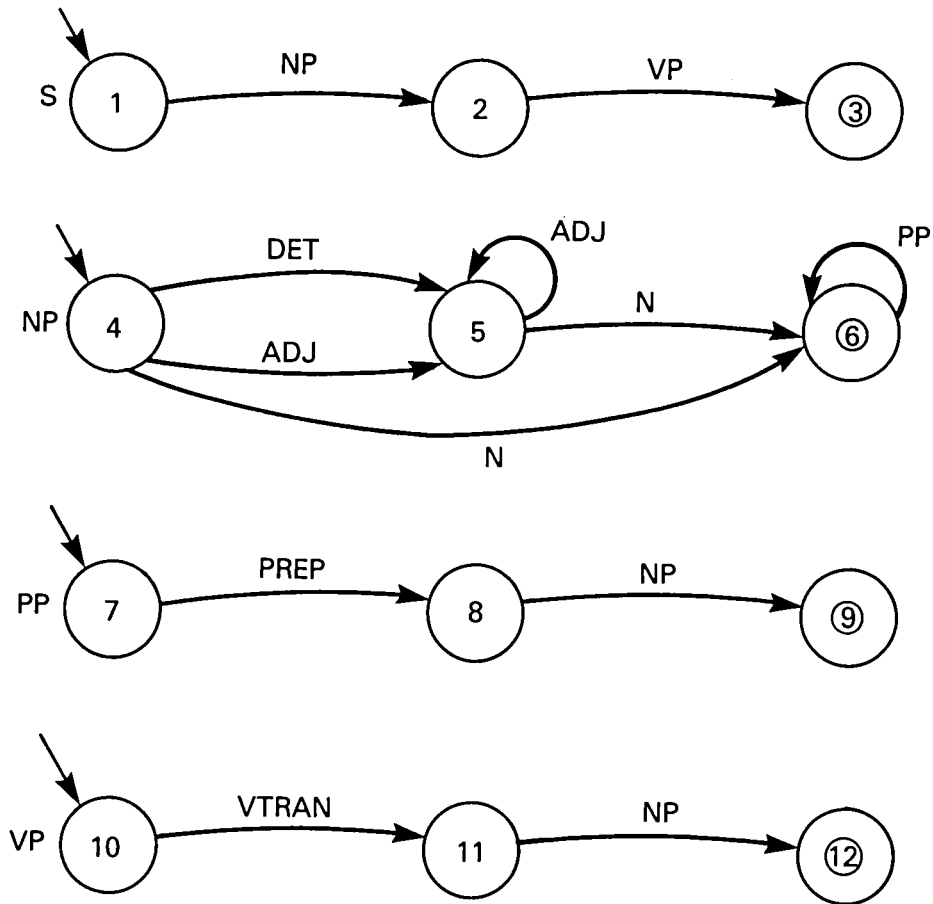 NP VP
S 1 2 3
DET ADJ PP
NP 4 5 N 6
ADJ
N
PREP NP
PP 7 8 9
VTRAN NP
VP 10 11 12